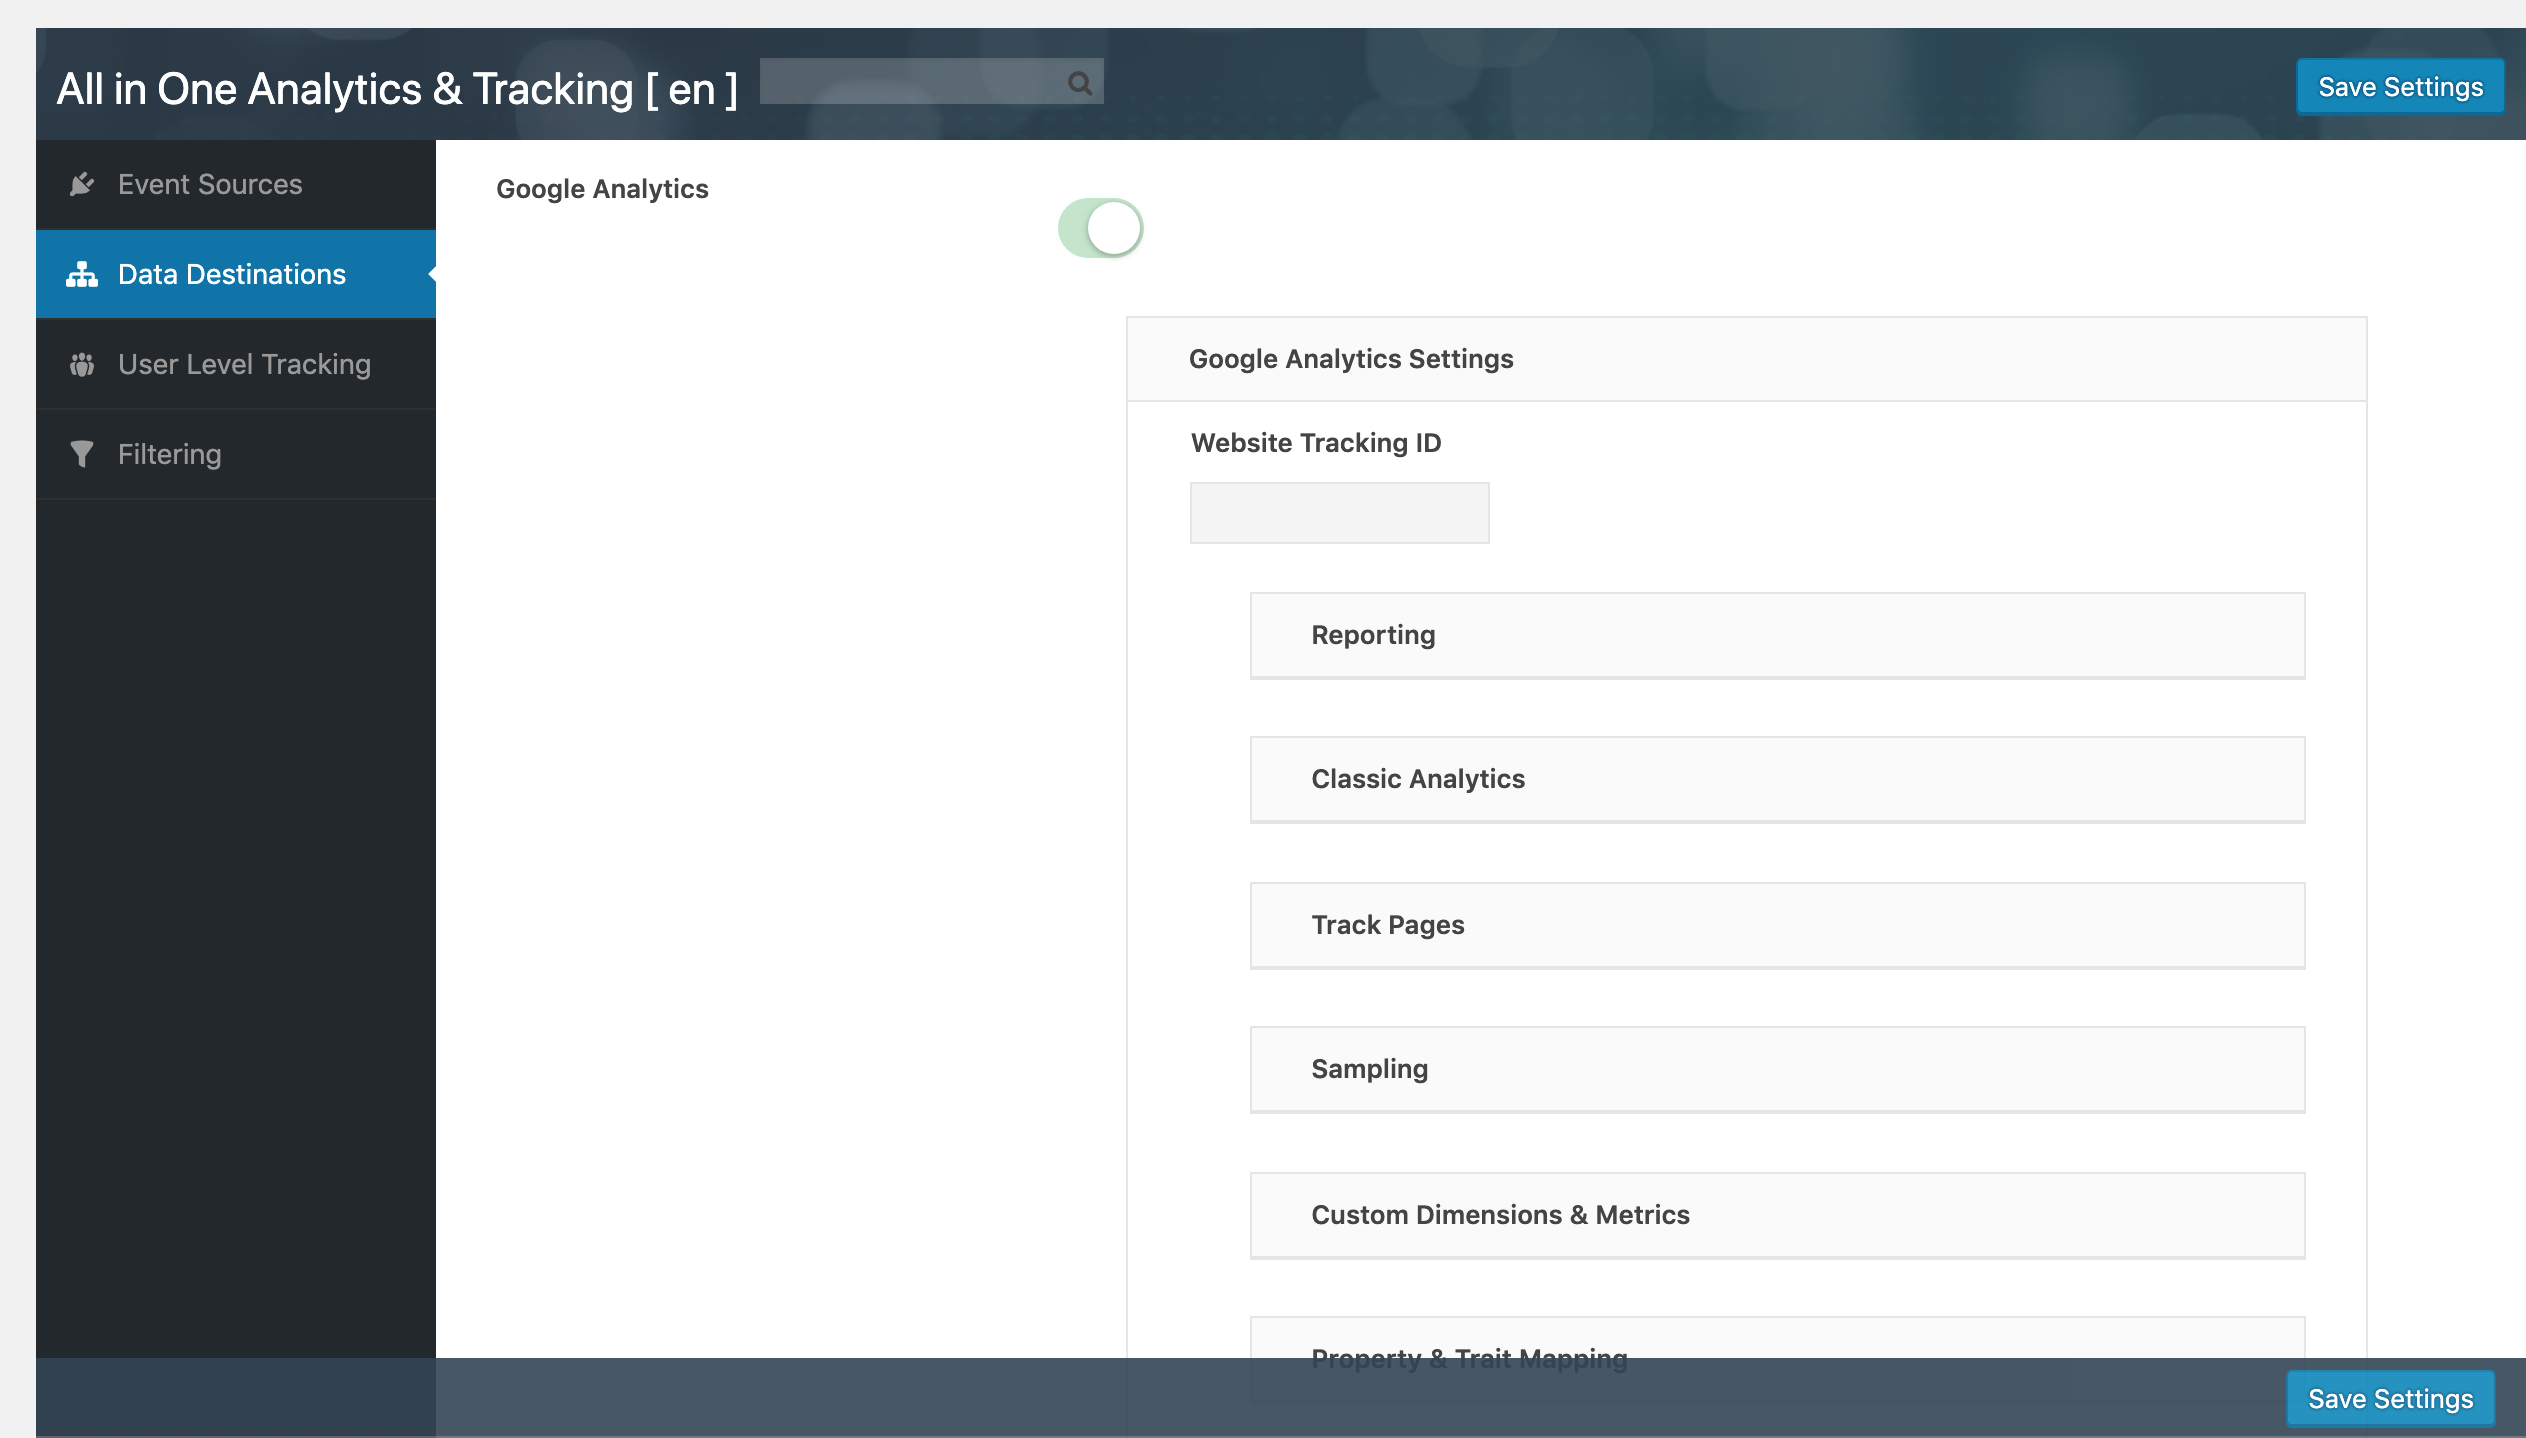 All in One Analytics & Tracking [ en ]
Save Settings
Event Sources
Data Destinations
User Level Tracking
Filtering
Google Analytics
Google Analytics Settings
Website Tracking ID
Reporting
Classic Analytics
Track Pages
Sampling
Custom Dimensions & Metrics
Property & Trait Mapping
Save Settings